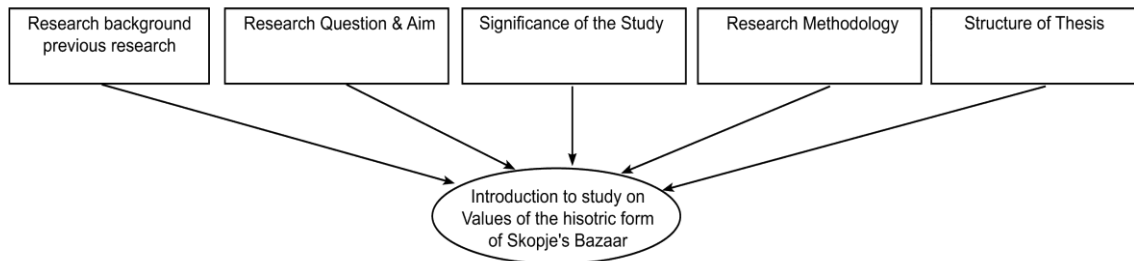 Research background
previous research
Research Question & Aim
Significance of the Study
Research Methodology
Structure of Thesis
Introduction to study on
Values of the hisotric form
of Skopje's Bazaar